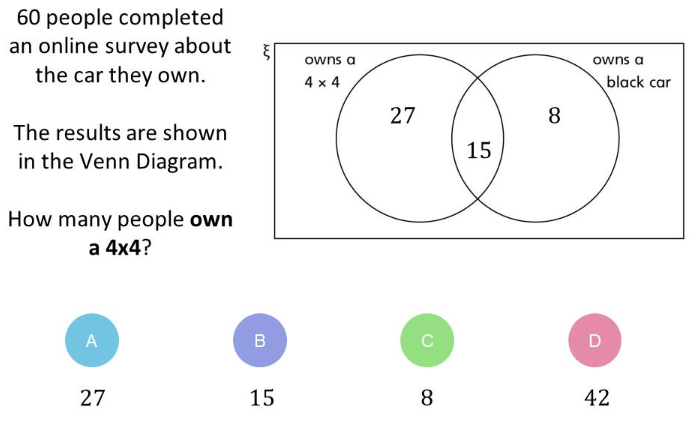 60 people completed
an online survey about
the car they own.
The results are shown
in the Venn Diagram.
How many people own
a 4x4?
ξ
owns a
4 × 4
owns a
black car
27
8
15
A
B
C
D
27
15
8
42